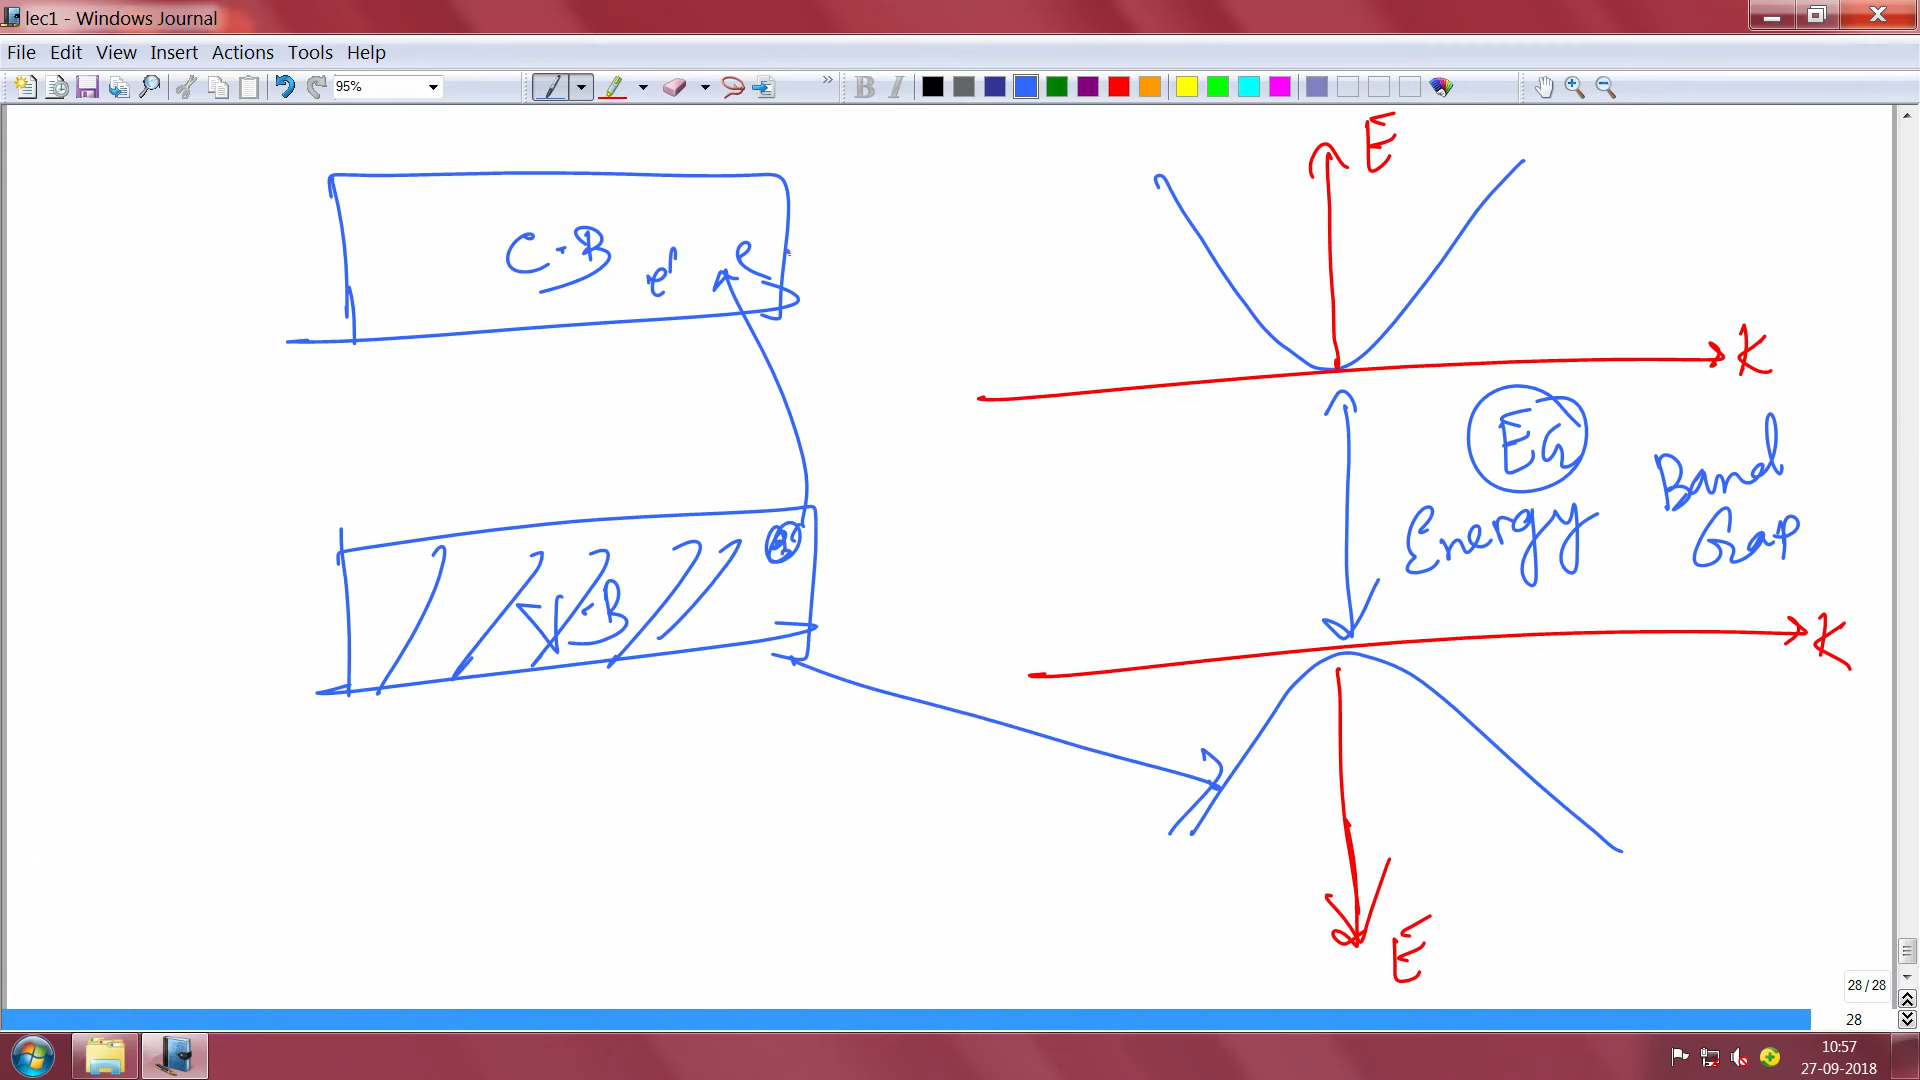 lec1 - Windows Journal
File Edit View Insert Actions Tools Help
95%
B I
E
C-B
e
e
K
EG
Energy Band Gap
V-B
K
E
28 / 28
28
10:57
27-09-2018